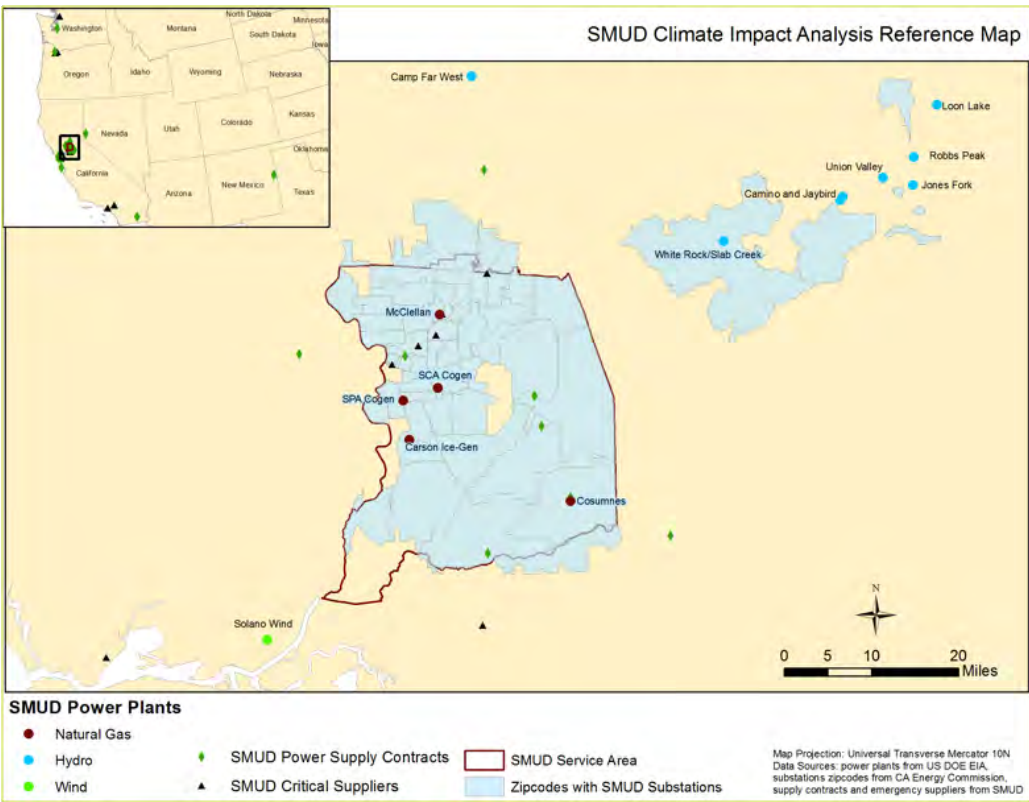 SMUD Climate Impact Analysis Reference Map
North Dakota
Minnesota
Washington
Montana
South Dakota
Iowa
Oregon
Idaho
Wyoming
Nebraska
Nevada
Utah
Colorado
Kansas
California
Oklahoma
Arizona
New Mexico
Texas
Camp Far West
Loon Lake
Robbs Peak
Union Valley
Jones Fork
Camino and Jaybird
White Rock/Slab Creek
McClellan
SCA Cogen
SPA Cogen
Carson Ice-Gen
Cosumnes
Solano Wind
N
0 5 10 20
Miles
SMUD Power Plants
Natural Gas
Hydro
Wind
SMUD Power Supply Contracts
SMUD Critical Suppliers
SMUD Service Area
Zipcodes with SMUD Substations
Map Projection: Universal Transverse Mercator 10N
Data Sources: power plants from US DOE EIA,
substations zipcodes from CA Energy Commission,
supply contracts and emergency suppliers from SMUD